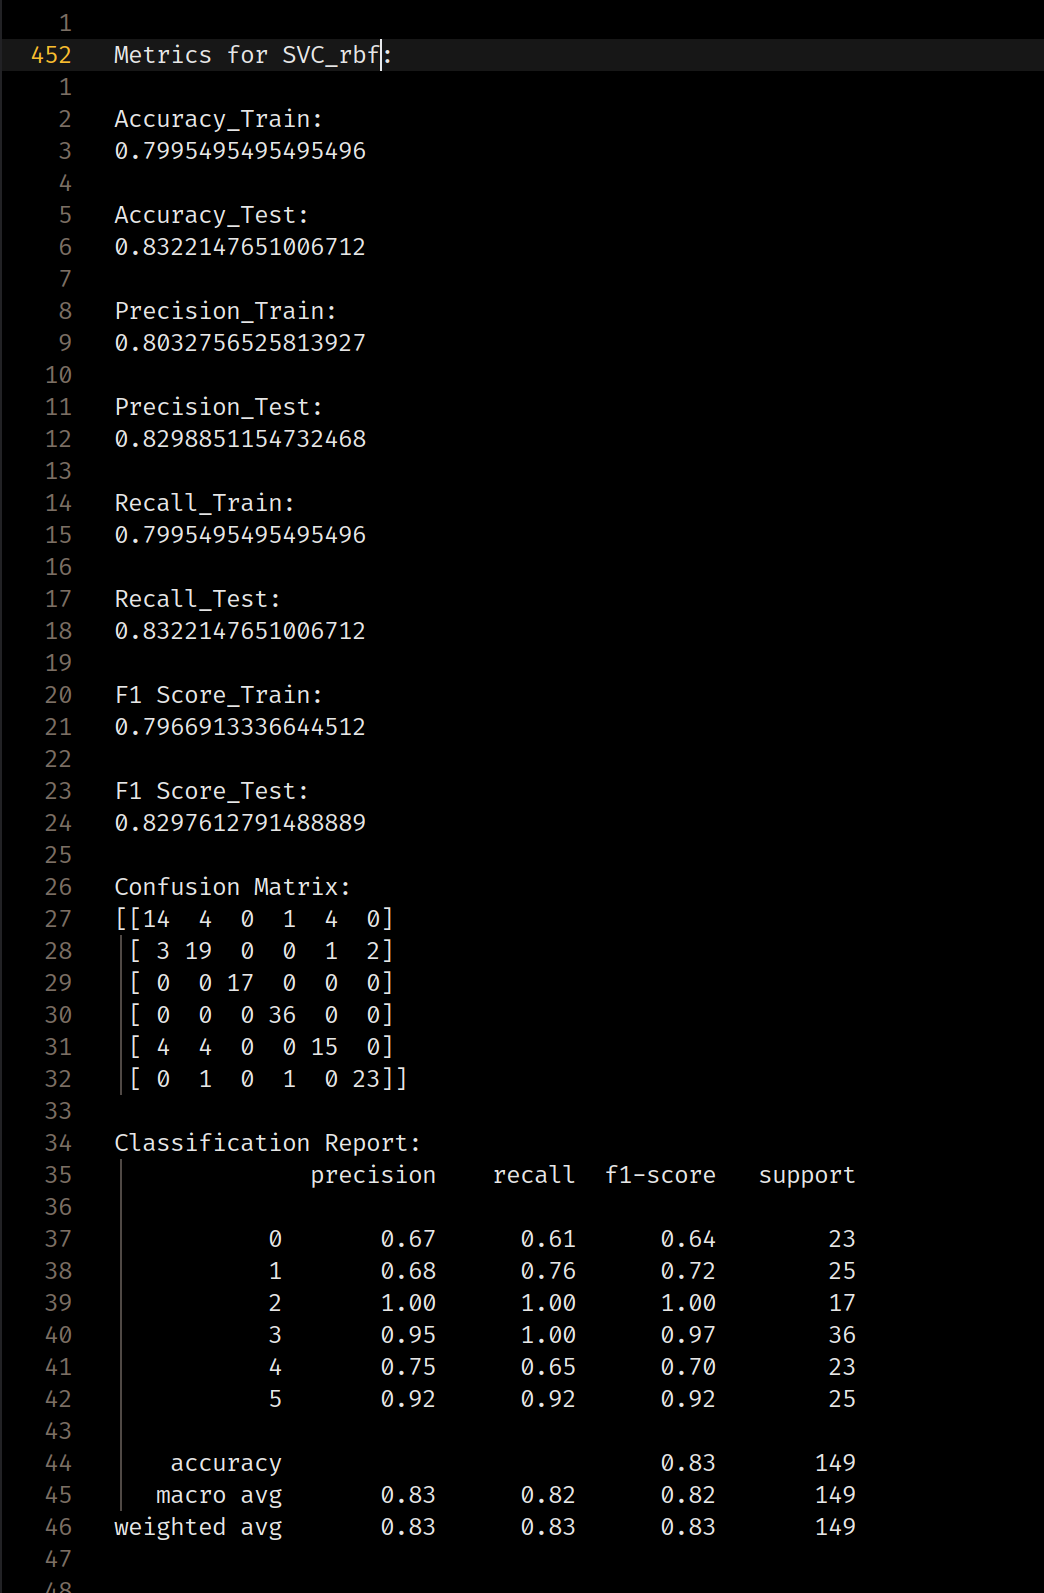 1
452 Metrics for SVC_rbf:
1
2 Accuracy_Train:
3 0.7995495495495496
4
5 Accuracy_Test:
6 0.8322147651006712
7
8 Precision_Train:
9 0.8032756525813927
10
11 Precision_Test:
12 0.8298851154732468
13
14 Recall_Train:
15 0.7995495495495496
16
17 Recall_Test:
18 0.8322147651006712
19
20 F1 Score_Train:
21 0.7966913336644512
22
23 F1 Score_Test:
24 0.8297612791488889
25
26 Confusion Matrix:
27 [[14  4  0  1  4  0]
28  [ 3 19  0  0  1  2]
29  [ 0  0 17  0  0  0]
30  [ 0  0  0 36  0  0]
31  [ 4  4  0  0 15  0]
32  [ 0  1  0  1  0 23]]
33
34 Classification Report:
35               precision    recall  f1-score   support
36
37            0       0.67      0.61      0.64        23
38            1       0.68      0.76      0.72        25
39            2       1.00      1.00      1.00        17
40            3       0.95      1.00      0.97        36
41            4       0.75      0.65      0.70        23
42            5       0.92      0.92      0.92        25
43
44     accuracy                           0.83       149
45    macro avg       0.83      0.82      0.82       149
46 weighted avg       0.83      0.83      0.83       149
47
48